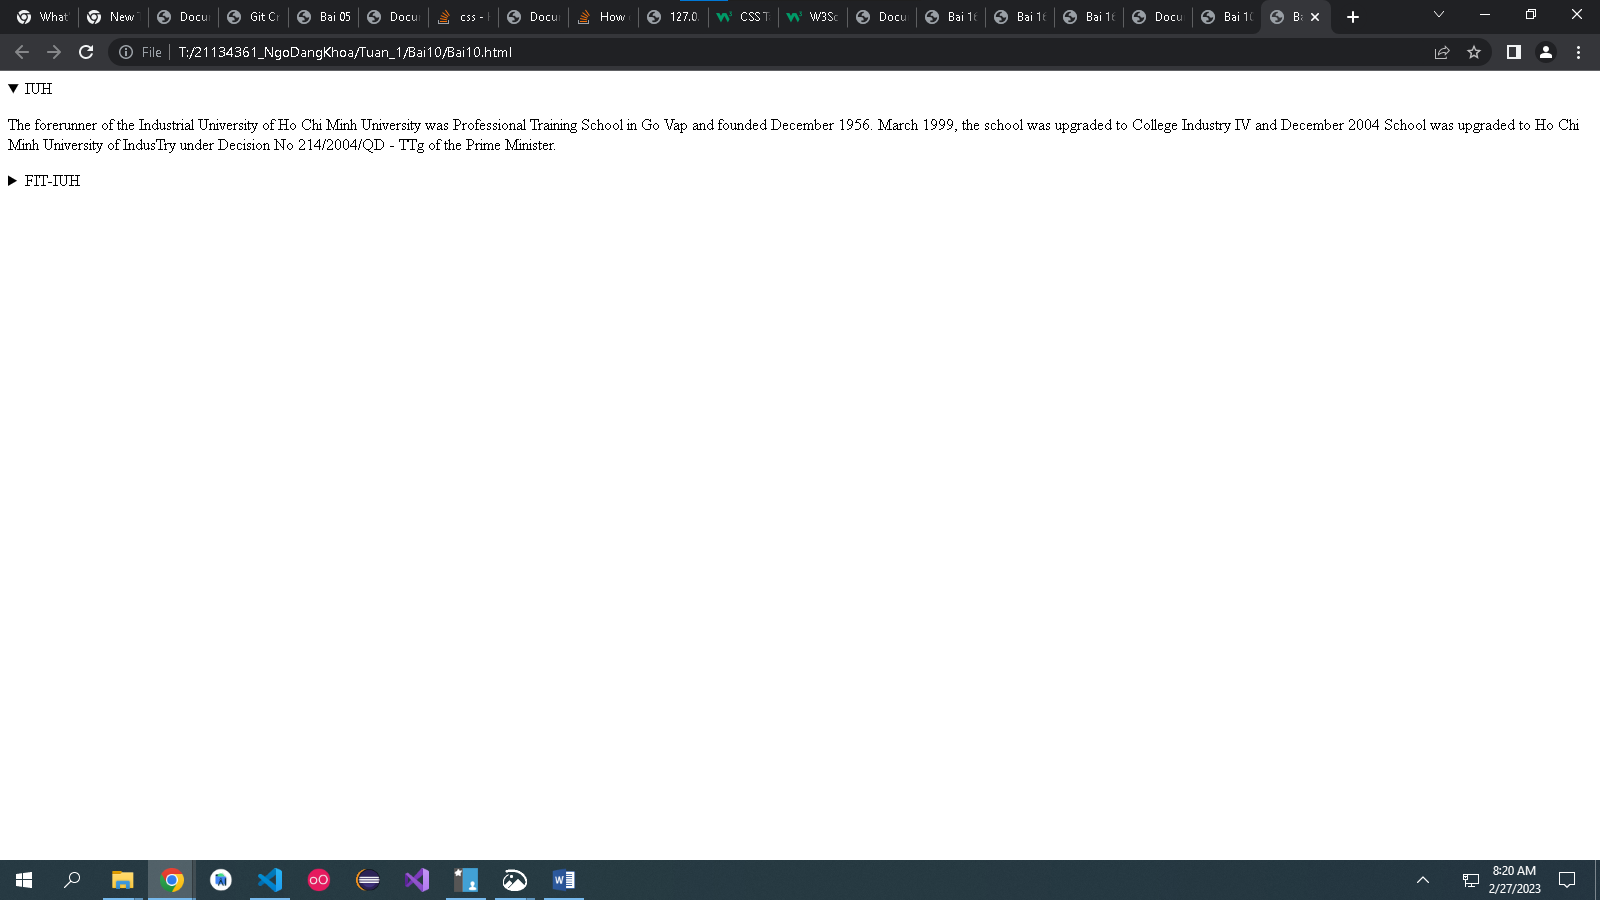 What
New T
Docu
Git Cr
Bai 05
Docu
css - 
Docu
How
127.0.
CSS T
W3Sc
Docu
Bai 16
Bai 16
Bai 16
Docu
Bai 10
Ba
File
T:/21134361_NgoDangKhoa/Tuan_1/Bai10/Bai10.html
IUH
The forerunner of the Industrial University of Ho Chi Minh University was Professional Training School in Go Vap and founded December 1956. March 1999, the school was upgraded to College Industry IV and December 2004 School was upgraded to Ho Chi
Minh University of IndusTry under Decision No 214/2004/QD - TTg of the Prime Minister.
FIT-IUH
8:20 AM
2/27/2023